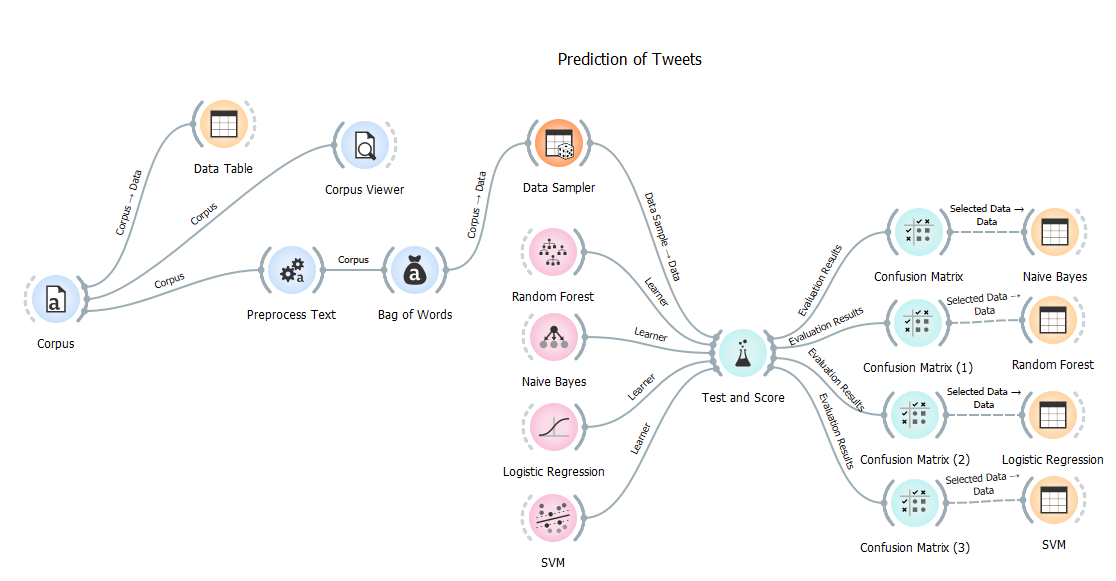 Prediction of Tweets
Data Table
Corpus Viewer
Data Sampler
Corpus → Data
Corpus
Corpus
Corpus
a
Preprocess Text
a
Corpus
Bag of Words
a
Corpus → Data
Data Sample → Data
Random Forest
Learner
Naive Bayes
Learner
Logistic Regression
Learner
SVM
Learner
Test and Score
Evaluation Results
Evaluation Results
Evaluation Results
Evaluation Results
Confusion Matrix
Selected Data →
Data
Naive Bayes
Confusion Matrix (1)
Selected Data →
Data
Random Forest
Confusion Matrix (2)
Selected Data →
Data
Logistic Regression
Confusion Matrix (3)
Selected Data →
Data
SVM